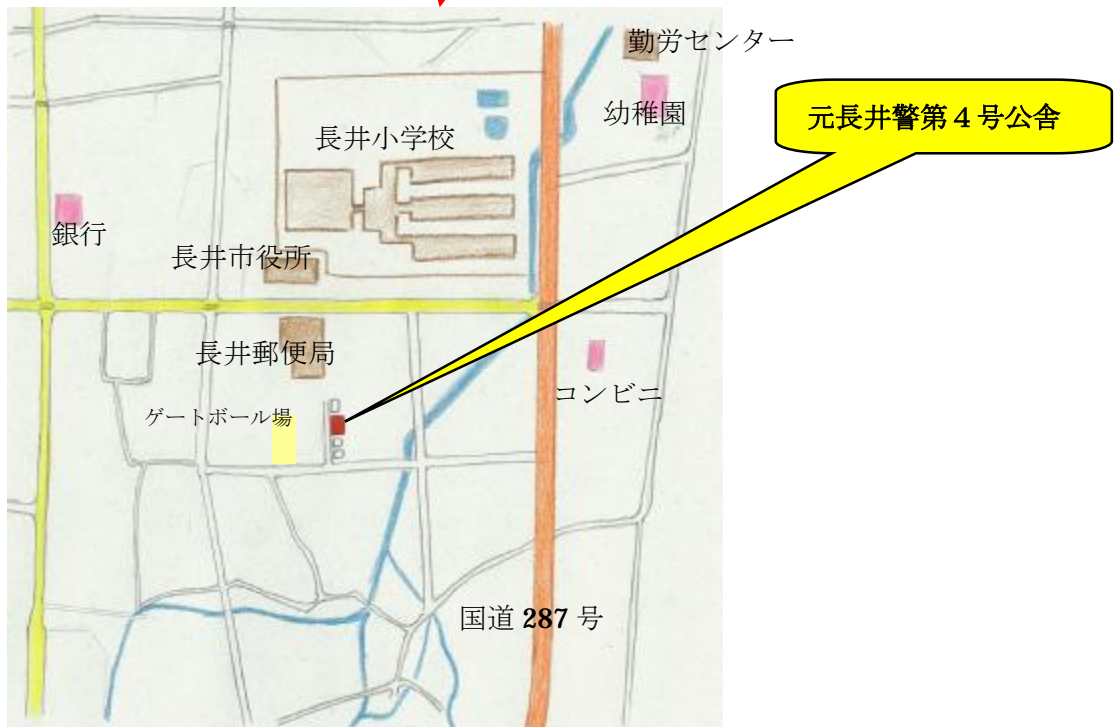 勤労センター
元長井警第４号公舎
幼稚園
長井小学校
銀行
長井市役所
長井郵便局
コンビニ
ゲートボール場
国道 287 号